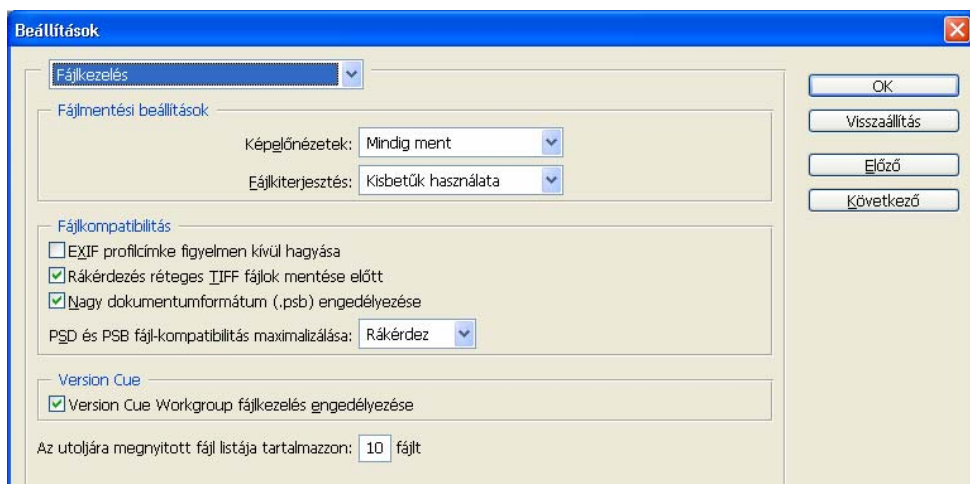 Beállítások
Fájlkezelés
Fájlmentési beállítások
Képelőnézetek: Mindig ment
Fájlkiterjesztés: Kisbetűk használata
Fájlkompatibilitás
EXIF profilcímke figyelmen kívül hagyása
Rákérdezés réteges TIFF fájlok mentése előtt
Nagy dokumentumformátum (.psb) engedélyezése
PSD és PSB fájl-kompatibilitás maximalizálása: Rákérdez
Version Cue
Version Cue Workgroup fájlkezelés engedélyezése
Az utoljára megnyitott fájl listája tartalmazzon: 10 fájlt
OK
Visszaállítás
Előző
Következő